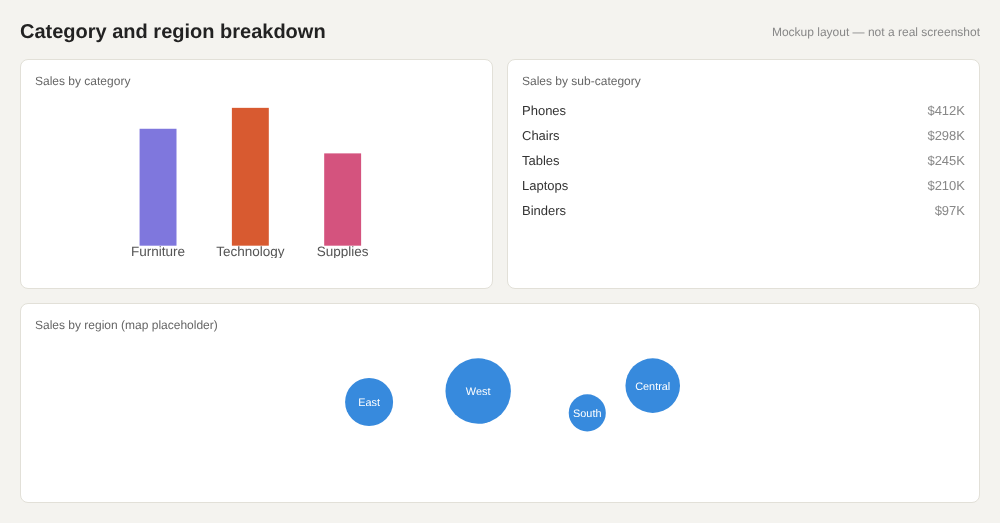 Category and region breakdown
Mockup layout — not a real screenshot
Sales by category
Furniture
Technology
Supplies
Sales by sub-category
Phones $412K
Chairs $298K
Tables $245K
Laptops $210K
Binders $97K
Sales by region (map placeholder)
East
West
South
Central